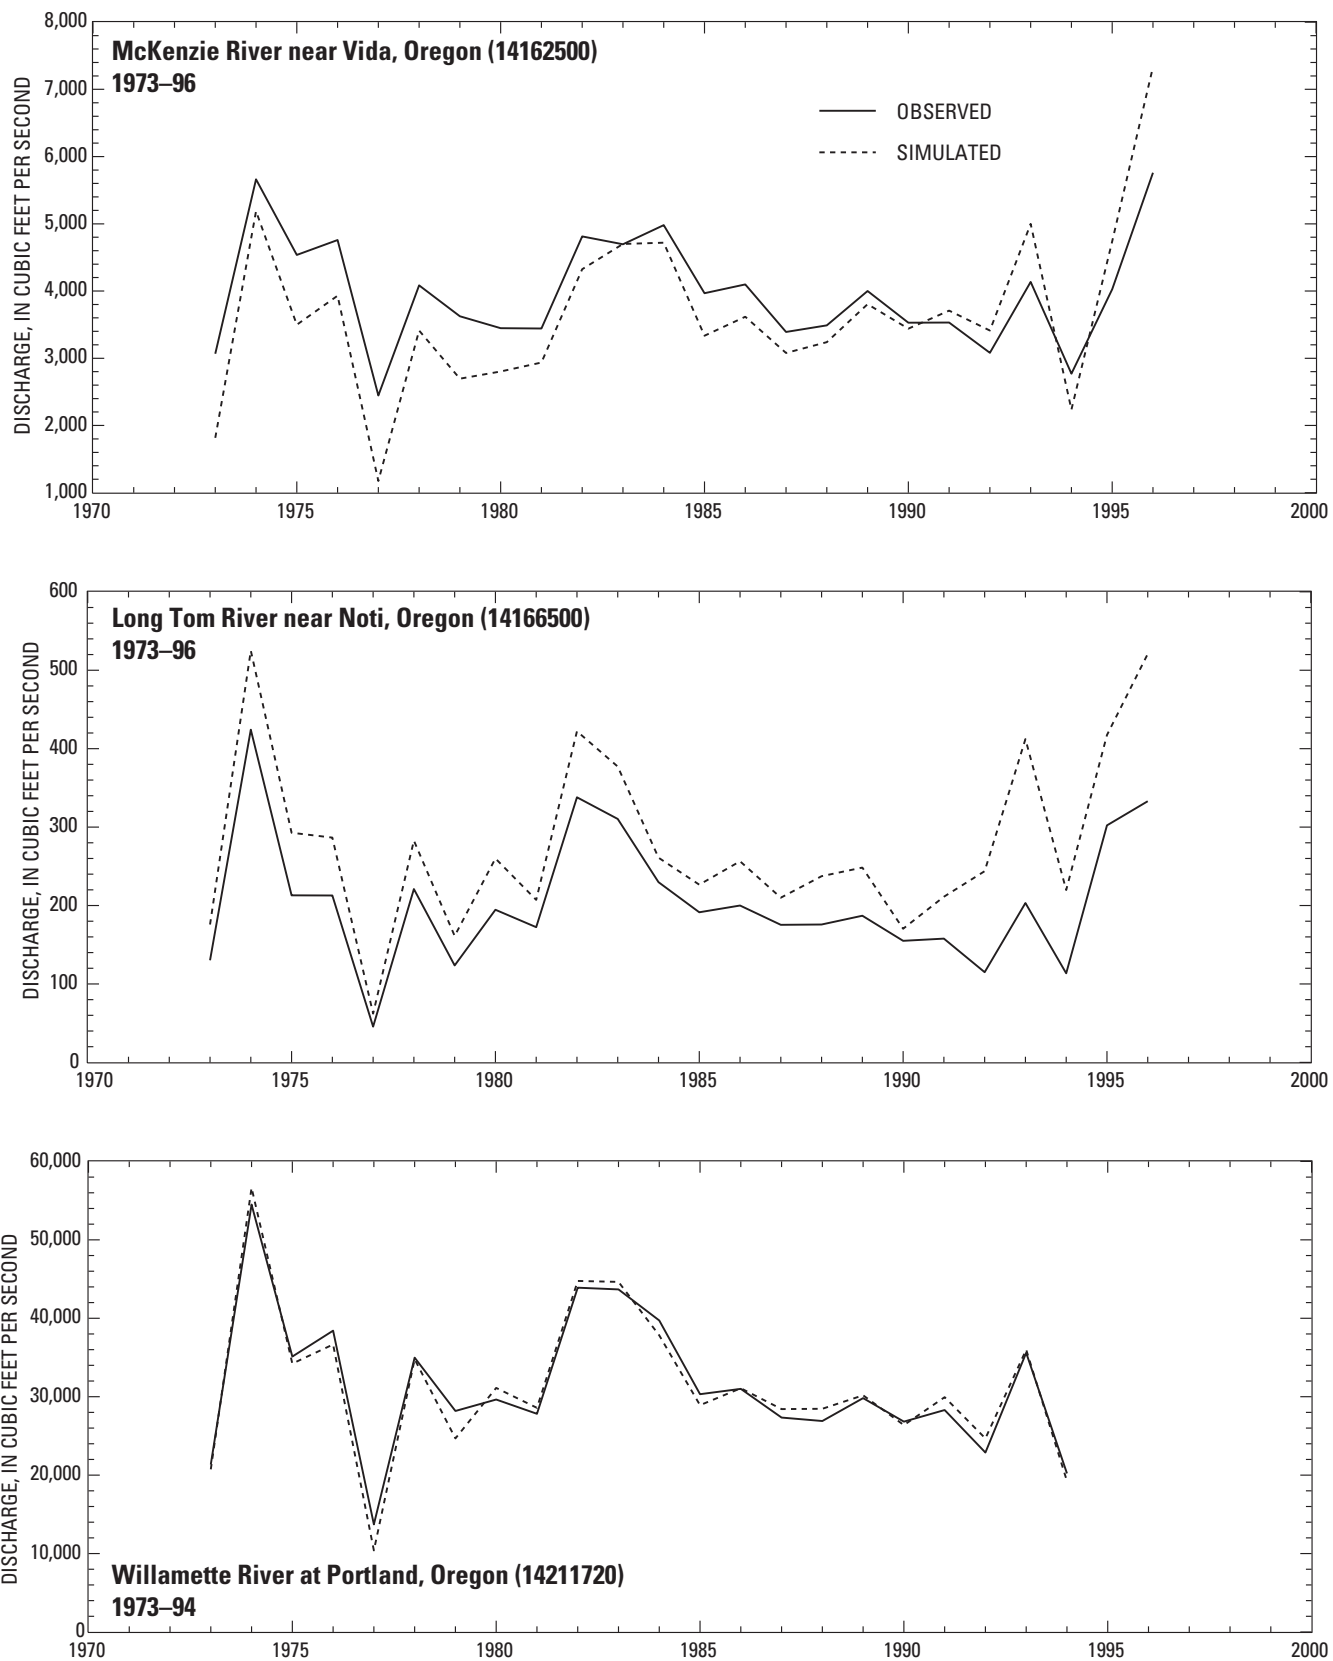 8,000
McKenzie River near Vida, Oregon (14162500)
1973–96
7,000
OBSERVED
6,000
SIMULATED
5,000
4,000
3,000
2,000
1,000
DISCHARGE, IN CUBIC FEET PER SECOND
1970 1975 1980 1985 1990 1995 2000
600
Long Tom River near Noti, Oregon (14166500)
1973–96
500
400
300
200
100
0
DISCHARGE, IN CUBIC FEET PER SECOND
1970 1975 1980 1985 1990 1995 2000
60,000
50,000
40,000
30,000
20,000
10,000
DISCHARGE, IN CUBIC FEET PER SECOND
Willamette River at Portland, Oregon (14211720)
1973–94
0
1970 1975 1980 1985 1990 1995 2000